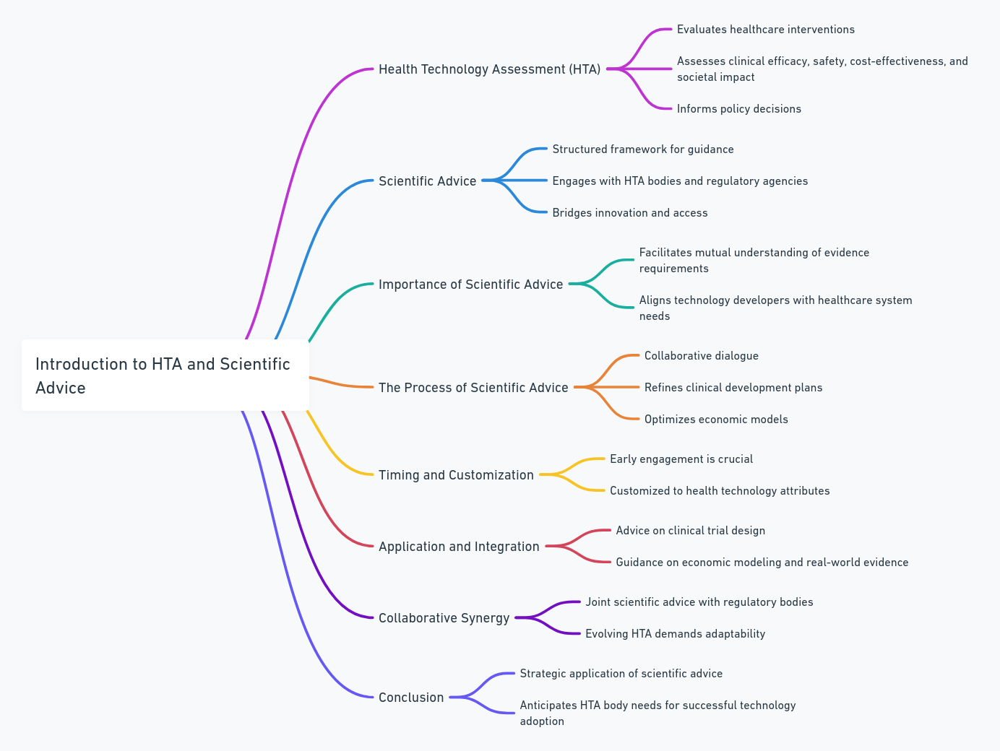 Introduction to HTA and Scientific
Advice
Health Technology Assessment (HTA)
Evaluates healthcare interventions
Assesses clinical efficacy, safety, cost-effectiveness, and
societal impact
Informs policy decisions
Scientific Advice
Structured framework for guidance
Engages with HTA bodies and regulatory agencies
Bridges innovation and access
Importance of Scientific Advice
Facilitates mutual understanding of evidence
requirements
Aligns technology developers with healthcare system
needs
The Process of Scientific Advice
Collaborative dialogue
Refines clinical development plans
Optimizes economic models
Timing and Customization
Early engagement is crucial
Customized to health technology attributes
Application and Integration
Advice on clinical trial design
Guidance on economic modeling and real-world evidence
Collaborative Synergy
Joint scientific advice with regulatory bodies
Evolving HTA demands adaptability
Conclusion
Strategic application of scientific advice
Anticipates HTA body needs for successful technology
adoption